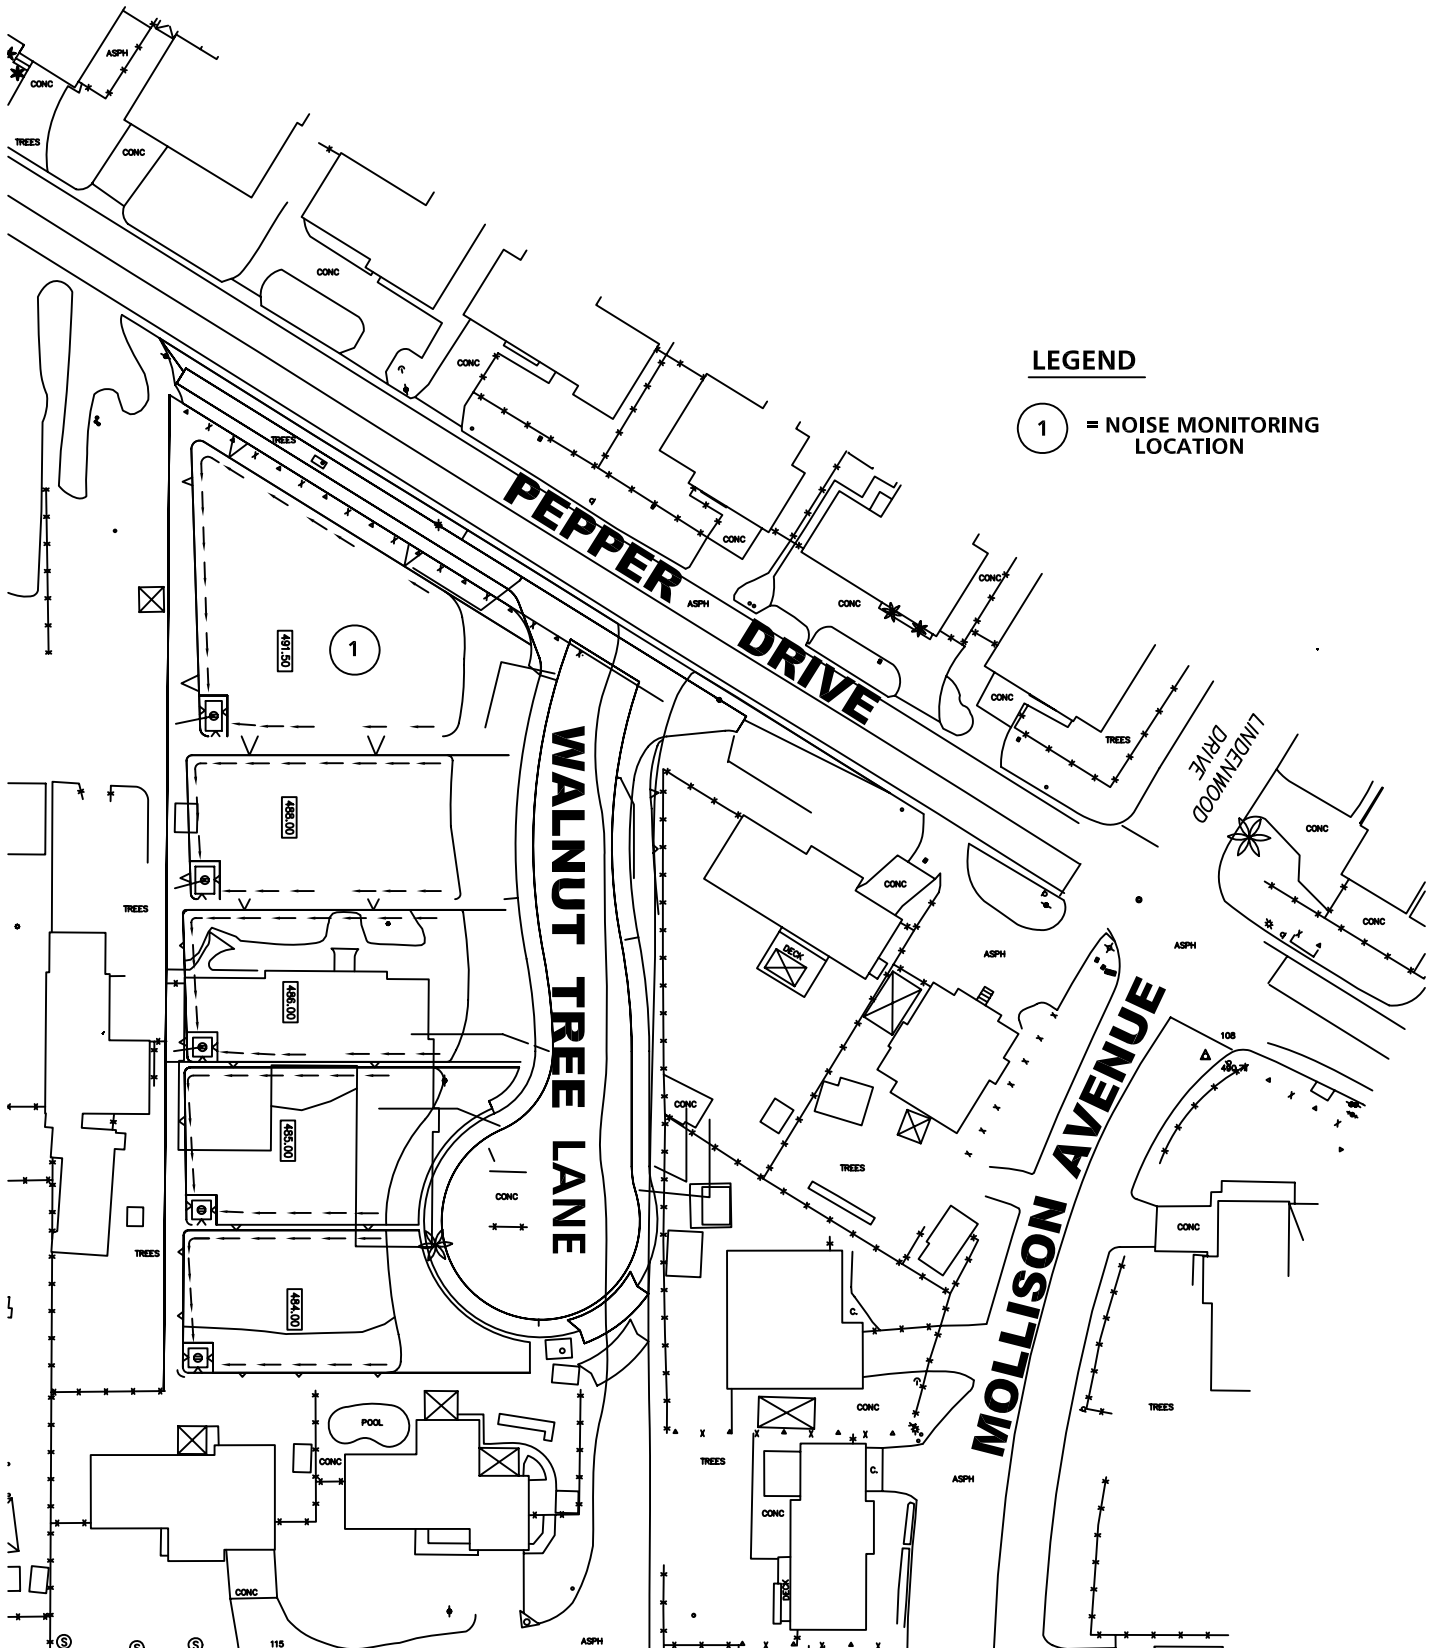 ASPH
CONC
TREES
CONC
CONC
CONC
LEGEND
1 = NOISE MONITORING
LOCATION
TREES
PEPPER DRIVE
CONC
ASPH
CONC
CONC
CONC
TREES
LINDENWOOD
DRIVE
491.50
1
WALNUT TREE LANE
488.00
CONC
CONC
TREES
CONC
DECK
ASPH
ASPH
MOLLISON AVENUE
486.00
108
CONC
485.00
TREES
CONC
CONC
TREES
484.00
C.
CONC
TREES
POOL
CONC
TREES
C.
ASPH
CONC
DECK
CONC
S
S
S
115
ASPH